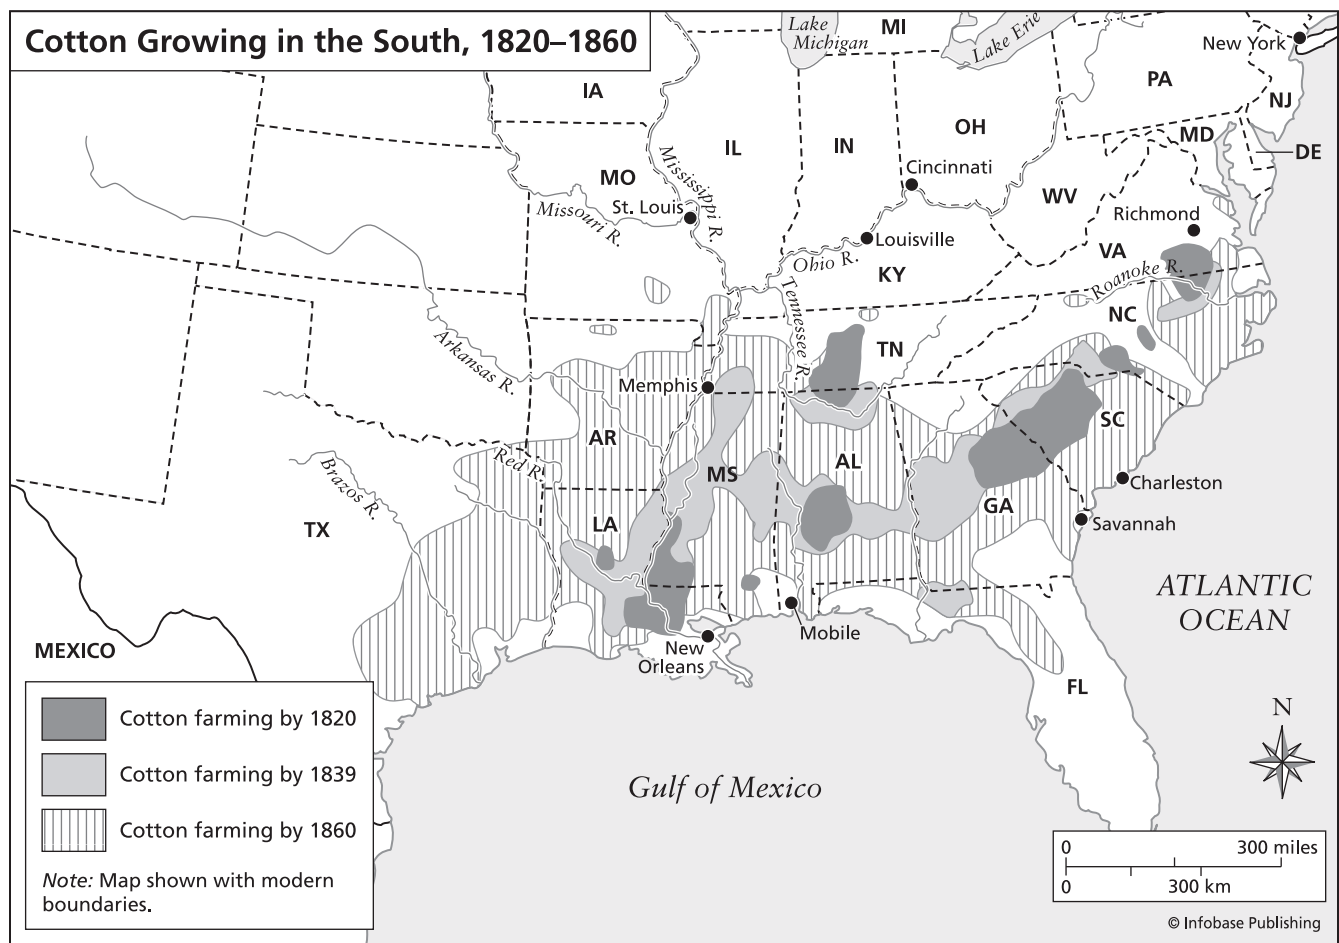 Cotton Growing in the South, 1820–1860
Lake
Michigan
MI
Lake Erie
New York
IA
PA
NJ
IL
IN
OH
MD
DE
Mississippi R.
MO
Cincinnati
WV
St. Louis
Missouri R.
Richmond
Louisville
VA
Ohio R.
KY
Roanoke R.
Tennessee R.
NC
Arkansas R.
TN
Memphis
AR
SC
Red R.
MS
AL
Brazos R.
Charleston
GA
TX
LA
Savannah
ATLANTIC
OCEAN
Mobile
MEXICO
New
Orleans
FL
N
Cotton farming by 1820
Cotton farming by 1839
Cotton farming by 1860
Note: Map shown with modern
boundaries.
Gulf of Mexico
0 300 miles
0 300 km
© Infobase Publishing